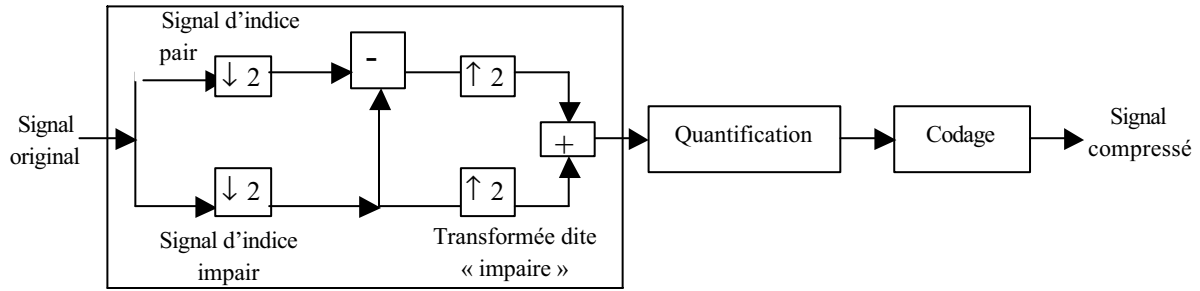 Signal d’indice
pair
↓ 2
-
↑ 2
Signal
original
+
Quantification
Codage
Signal
compressé
↓ 2
↑ 2
Signal d’indice
impair
Transformée dite
« impaire »